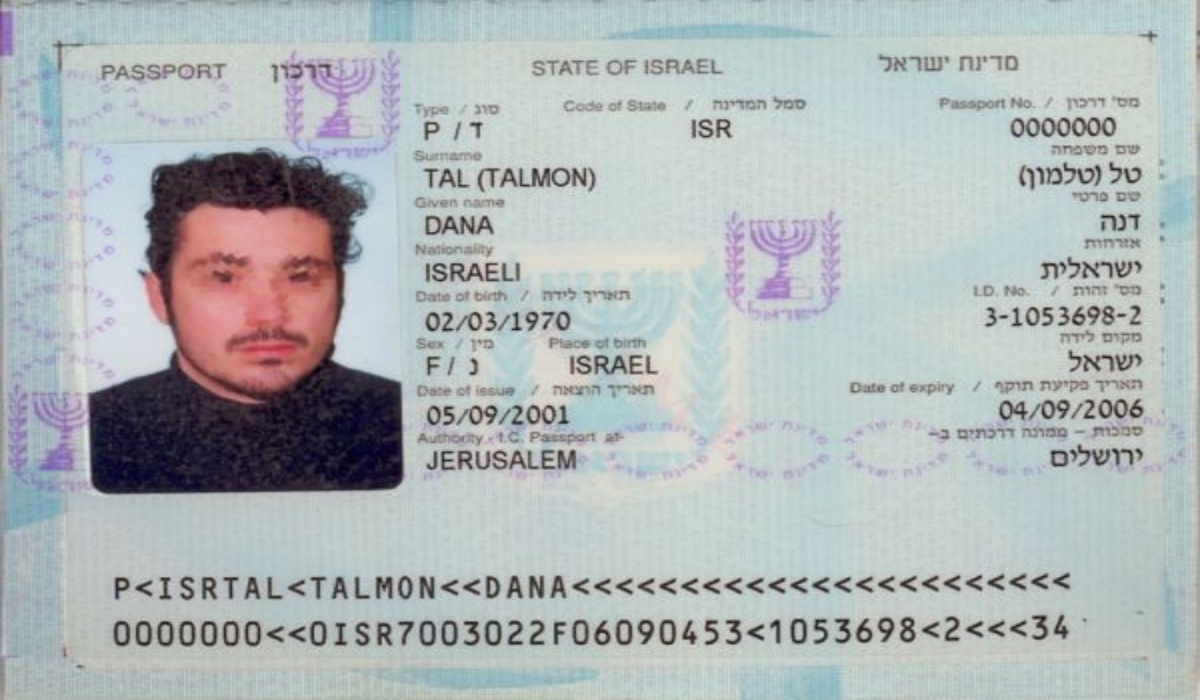 PASSPORT דרכון STATE OF ISRAEL מדינת ישראל
Type / סוג Code of State / סמל המדינה Passport No. / מס' דרכון
P / ד ISR 0000000
Surname שם משפחה
TAL (TALMON) טל (טלמון)
Given name שם פרטי
DANA דנה
Nationality אזרחות
ISRAELI ישראלית
Date of birth / תאריך לידה I.D. No. / מס' זהות
02/03/1970 3-1053698-2
Sex / מין Place of birth מקום לידה
F / נ ISRAEL ישראל
Date of issue / תאריך הוצאה Date of expiry / תאריך פקיעת תוקף
05/09/2001 04/09/2006
Authority - I.C. Passport at- סמכות - ממונה דרכונים ב-
JERUSALEM ירושלים
P<ISRTAL<TALMON<<DANA<<<<<<<<<<<<<<<<<<<<<<<
0000000<<0ISR7003022F06090453<1053698<2<<<34